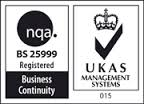 nqa.
BS 25999
Registered
Business
Continuity
UKAS
MANAGEMENT
SYSTEMS
015